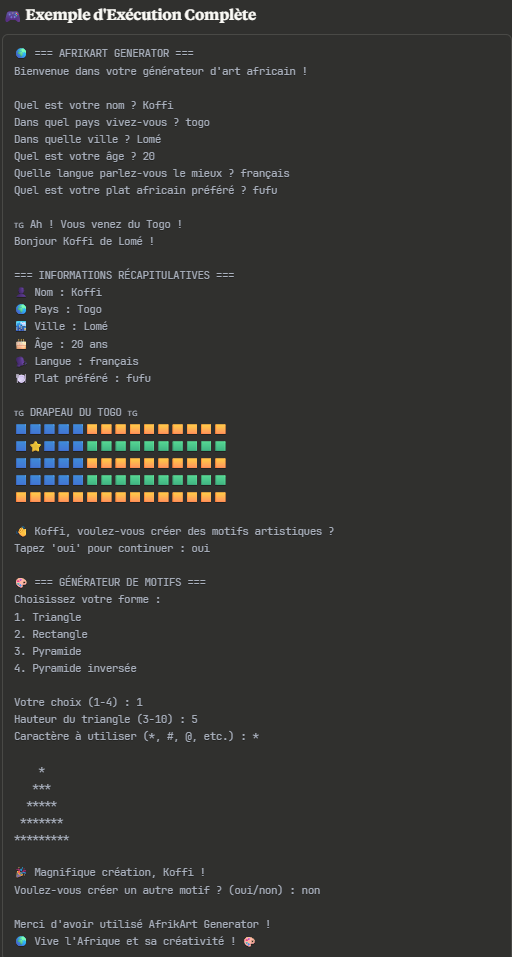 🎮 Exemple d'Exécution Complète
🌍 === AFRIKART GENERATOR ===
Bienvenue dans votre générateur d'art africain !
Quel est votre nom ? Koffi
Dans quel pays vivez-vous ? togo
Dans quelle ville ? Lomé
Quel est votre âge ? 20
Quelle langue parlez-vous le mieux ? français
Quel est votre plat africain préféré ? fufu
TG Ah ! Vous venez du Togo !
Bonjour Koffi de Lomé !
=== INFORMATIONS RÉCAPITULATIVES ===
👤 Nom : Koffi
🌍 Pays : Togo
🏙️ Ville : Lomé
🎂 Âge : 20 ans
🗣️ Langue : français
🍽️ Plat préféré : fufu
TG DRAPEAU DU TOGO TG
🟦🟦🟦🟦🟦🟧🟧🟧🟧🟧🟧🟧🟧🟧🟧
🟦⭐🟦🟦🟦🟩🟩🟩🟩🟩🟩🟩🟩🟩🟩
🟦🟦🟦🟦🟦🟧🟧🟧🟧🟧🟧🟧🟧🟧🟧
🟦🟦🟦🟦🟦🟩🟩🟩🟩🟩🟩🟩🟩🟩🟩
🟧🟧🟧🟧🟧🟧🟧🟧🟧🟧🟧🟧🟧🟧🟧
👋 Koffi, voulez-vous créer des motifs artistiques ?
Tapez 'oui' pour continuer : oui
🎨 === GÉNÉRATEUR DE MOTIFS ===
Choisissez votre forme :
1. Triangle
2. Rectangle
3. Pyramide
4. Pyramide inversée
Votre choix (1-4) : 1
Hauteur du triangle (3-10) : 5
Caractère à utiliser (*, #, @, etc.) : *
    *
   ***
  *****
 *******
*********
🎉 Magnifique création, Koffi !
Voulez-vous créer un autre motif ? (oui/non) : non
Merci d'avoir utilisé AfrikArt Generator !
🌍 Vive l'Afrique et sa créativité ! 🎨